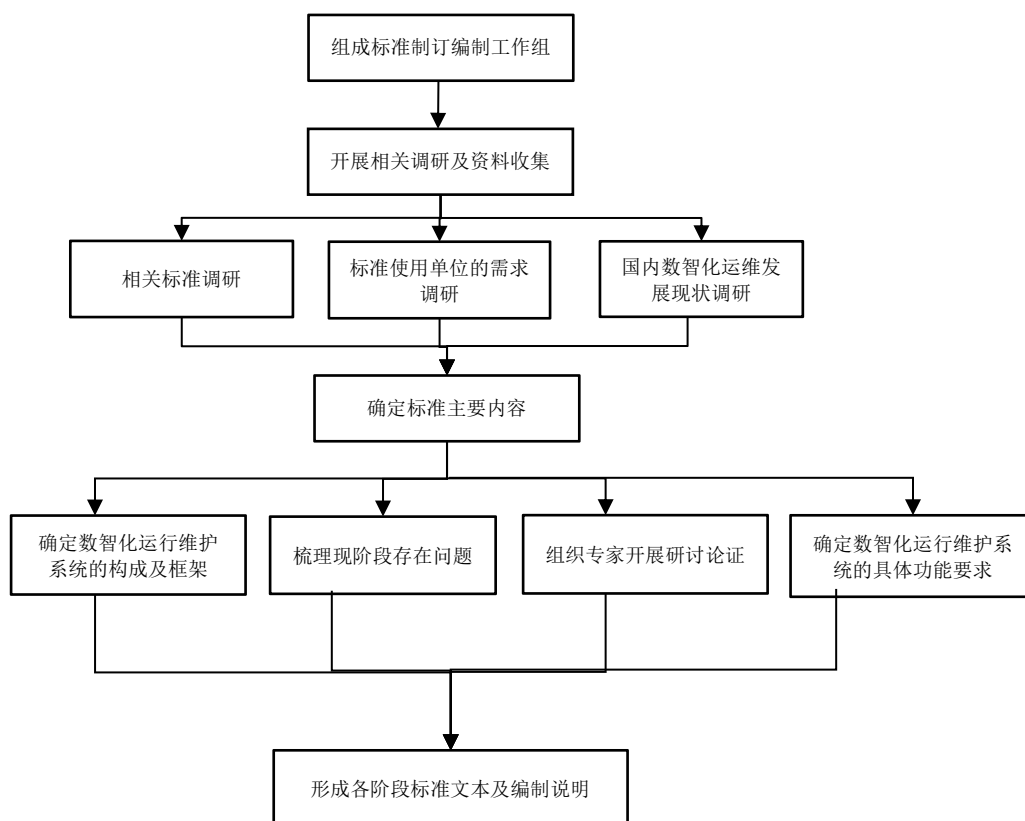 组成标准制订编制工作组
开展相关调研及资料收集
相关标准调研
标准使用单位的需求
调研
国内数智化运维发
展现状调研
确定标准主要内容
确定数智化运行维护
系统的构成及框架
梳理现阶段存在问题
组织专家开展研讨论证
确定数智化运行维护系
统的具体功能要求
形成各阶段标准文本及编制说明